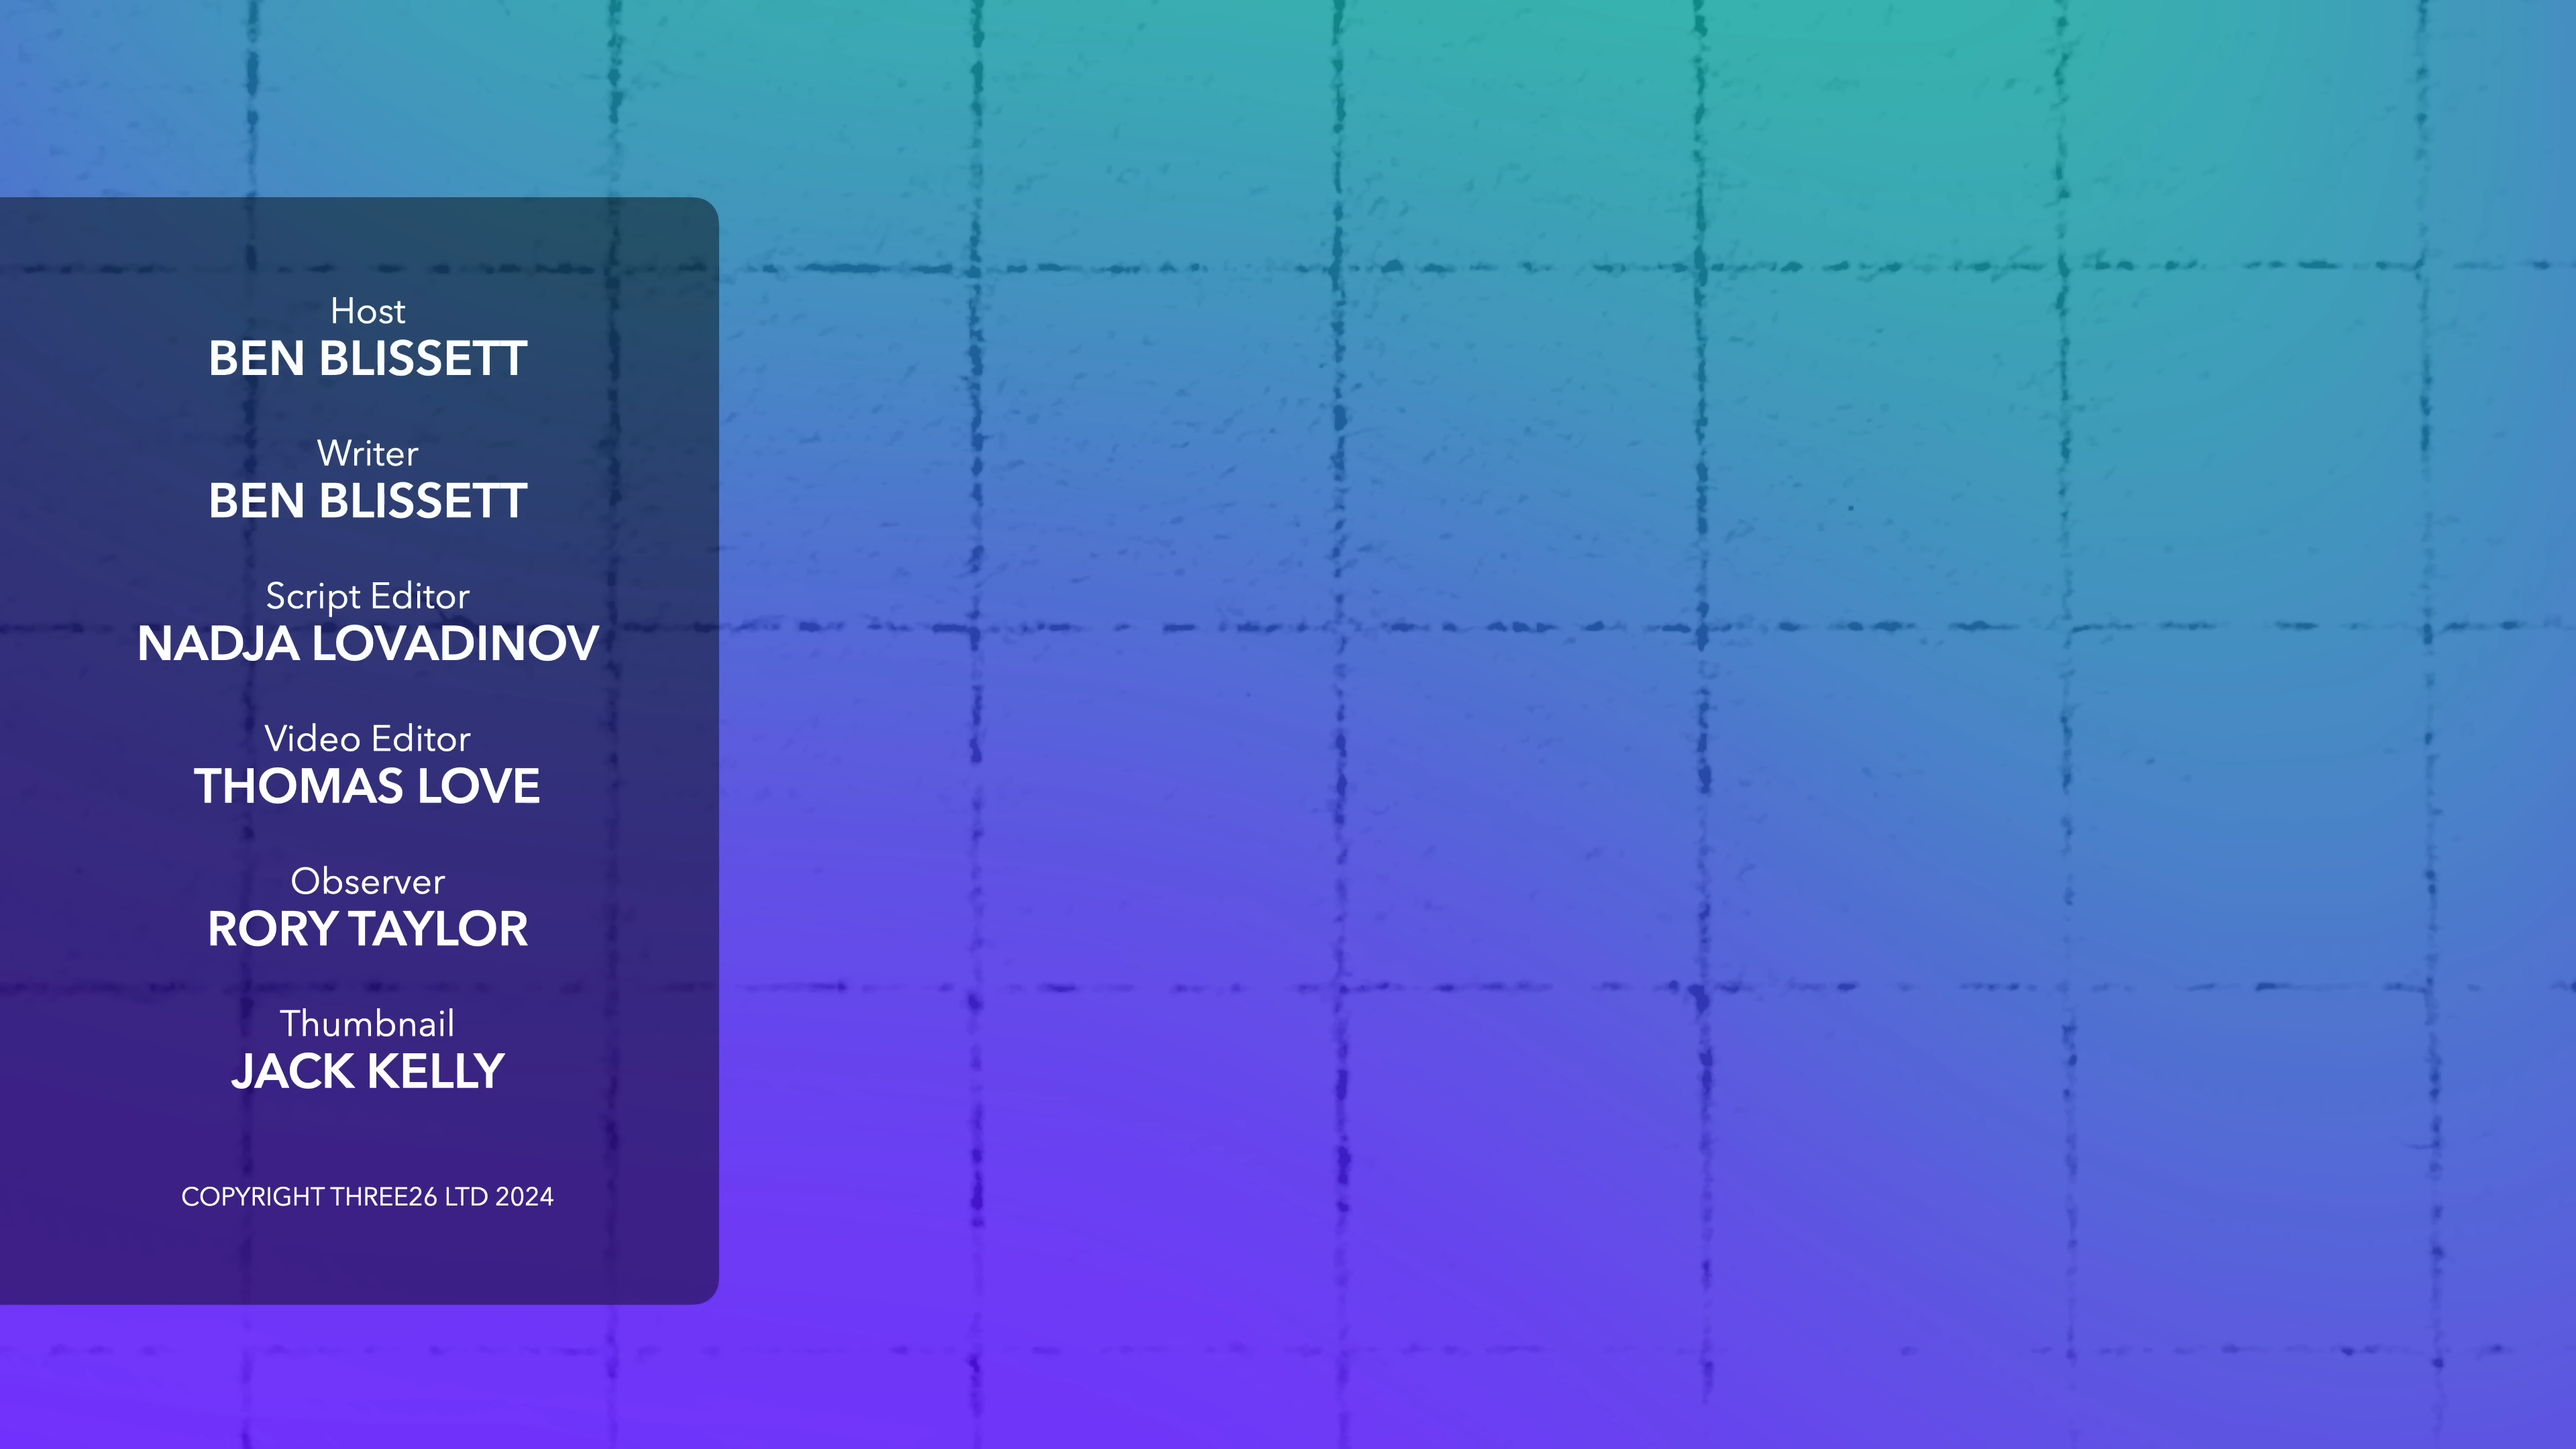 Host
BEN BLISSETT
Writer
BEN BLISSETT
Script Editor
NADJA LOVADINOV
Video Editor
THOMAS LOVE
Observer
RORY TAYLOR
Thumbnail
JACK KELLY
COPYRIGHT THREE26 LTD 2024